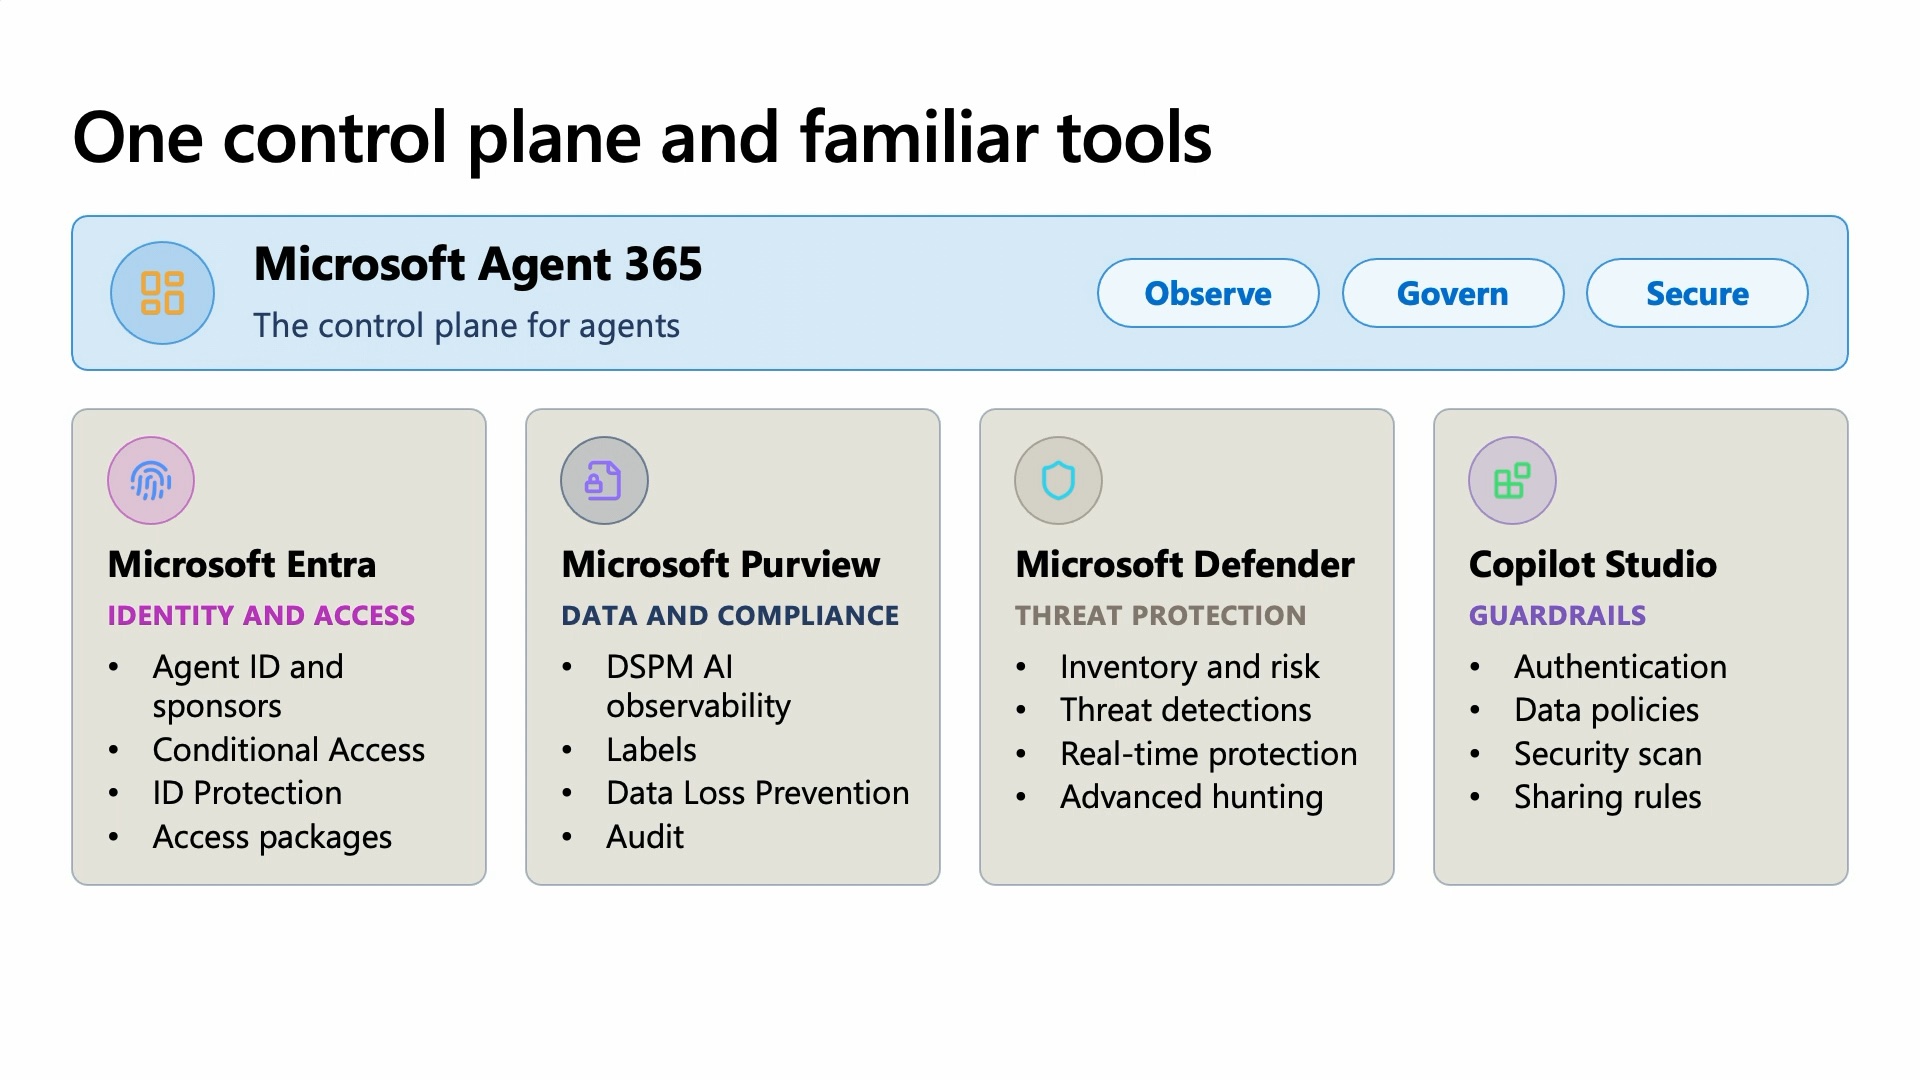 One control plane and familiar tools
Microsoft Agent 365
The control plane for agents
Observe
Govern
Secure
Microsoft Entra
IDENTITY AND ACCESS
• Agent ID and
sponsors
• Conditional Access
• ID Protection
• Access packages
Microsoft Purview
DATA AND COMPLIANCE
• DSPM AI
observability
• Labels
• Data Loss Prevention
• Audit
Microsoft Defender
THREAT PROTECTION
• Inventory and risk
• Threat detections
• Real-time protection
• Advanced hunting
Copilot Studio
GUARDRAILS
• Authentication
• Data policies
• Security scan
• Sharing rules